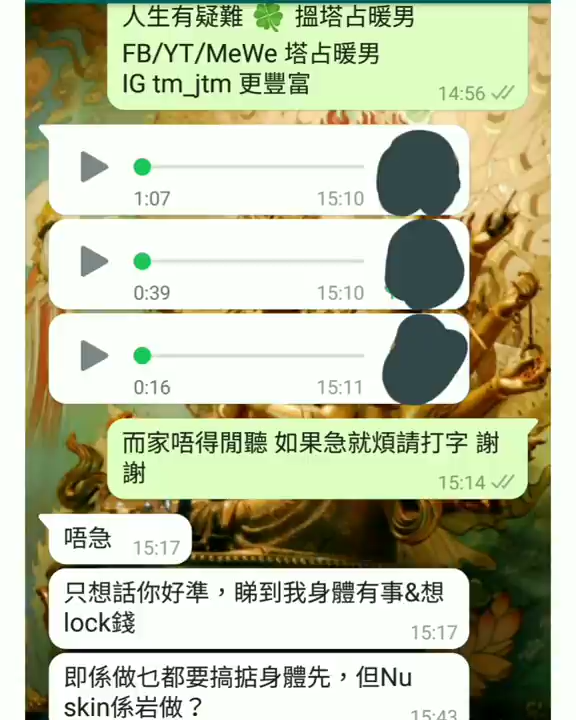 人生有疑難 🍀 搵塔占暖男
FB/YT/MeWe 塔占暖男
IG tm_jtm 更豐富
14:56
1:07 15:10
0:39 15:10
0:16 15:11
而家唔得閒聽 如果急就煩請打字 謝
謝
15:14
唔急 15:17
只想話你好準，睇到我身體有事&想
lock錢
15:17
即係做乜都要搞掂身體先，但Nu
skin係岩做？
15:43